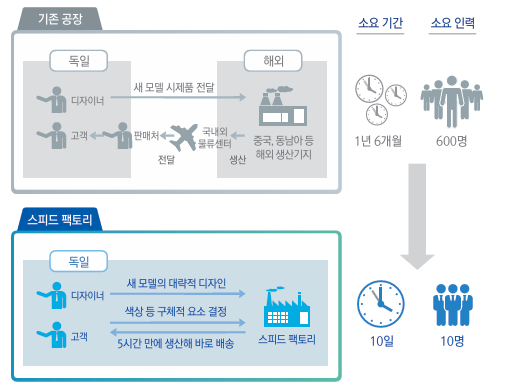 기존 공장
소요 기간
소요 인력
독일
해외
디자이너
새 모델 시제품 전달
고객
판매처
전달
국내외
물류센터
생산
중국, 동남아 등
해외 생산기지
1년 6개월
600명
스피드 팩토리
독일
디자이너
새 모델의 대략적 디자인
색상 등 구체적 요소 결정
고객
5시간 만에 생산해 바로 배송
스피드 팩토리
10일
10명